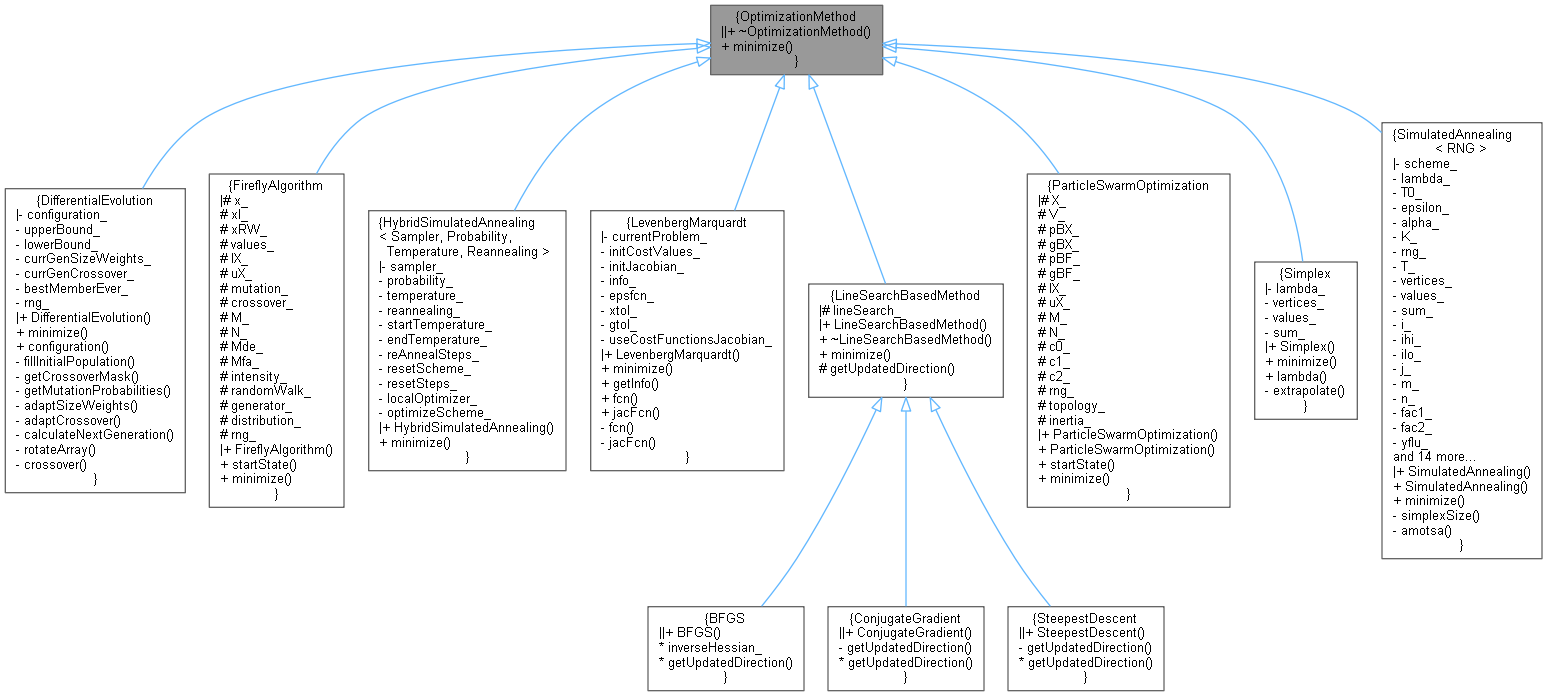 {OptimizationMethod
||+ ~OptimizationMethod()
+ minimize()
}
{DifferentialEvolution
|- configuration_
- upperBound_
- lowerBound_
- currGenSizeWeights_
- currGenCrossover_
- bestMemberEver_
- rng_
|+ DifferentialEvolution()
+ minimize()
+ configuration()
- fillInitialPopulation()
- getCrossoverMask()
- getMutationProbabilities()
- adaptSizeWeights()
- adaptCrossover()
- calculateNextGeneration()
- rotateArray()
- crossover()
}
{FireflyAlgorithm
|# x_
# xI_
# xRW_
# values_
# lX_
# uX_
# mutation_
# crossover_
# M_
# N_
# Mde_
# Mfa_
# intensity_
# randomWalk_
# generator_
# distribution_
# rng_
|+ FireflyAlgorithm()
+ startState()
+ minimize()
}
{HybridSimulatedAnnealing
< Sampler, Probability,
Temperature, Reannealing >
|- sampler_
- probability_
- temperature_
- reannealing_
- startTemperature_
- endTemperature_
- reAnnealSteps_
- resetScheme_
- resetSteps_
- localOptimizer_
- optimizeScheme_
|+ HybridSimulatedAnnealing()
+ minimize()
}
{LevenbergMarquardt
|- currentProblem_
- initCostValues_
- initJacobian_
- info_
- epsfcn_
- xtol_
- gtol_
- useCostFunctionsJacobian_
|+ LevenbergMarquardt()
+ minimize()
+ getInfo()
+ fcn()
+ jacFcn()
- fcn()
- jacFcn()
}
{LineSearchBasedMethod
|# lineSearch_
|+ LineSearchBasedMethod()
+ ~LineSearchBasedMethod()
+ minimize()
# getUpdatedDirection()
}
{ParticleSwarmOptimization
|# X_
# V_
# pBX_
# gBX_
# pBF_
# gBF_
# lX_
# uX_
# M_
# N_
# c0_
# c1_
# c2_
# rng_
# topology_
# inertia_
|+ ParticleSwarmOptimization()
+ ParticleSwarmOptimization()
+ startState()
+ minimize()
}
{Simplex
|- lambda_
- vertices_
- values_
- sum_
|+ Simplex()
+ minimize()
+ lambda()
- extrapolate()
}
{SimulatedAnnealing
< RNG >
|- scheme_
- lambda_
- T0_
- epsilon_
- alpha_
- K_
- rng_
- T_
- vertices_
- values_
- sum_
- i_
- ihi_
- ilo_
- j_
- m_
- n_
- fac1_
- fac2_
- yflu_
and 14 more...
|+ SimulatedAnnealing()
+ SimulatedAnnealing()
+ minimize()
- simplexSize()
- amotsa()
}
{BFGS
||+ BFGS()
* inverseHessian_
* getUpdatedDirection()
}
{ConjugateGradient
||+ ConjugateGradient()
- getUpdatedDirection()
* getUpdatedDirection()
}
{SteepestDescent
||+ SteepestDescent()
- getUpdatedDirection()
* getUpdatedDirection()
}